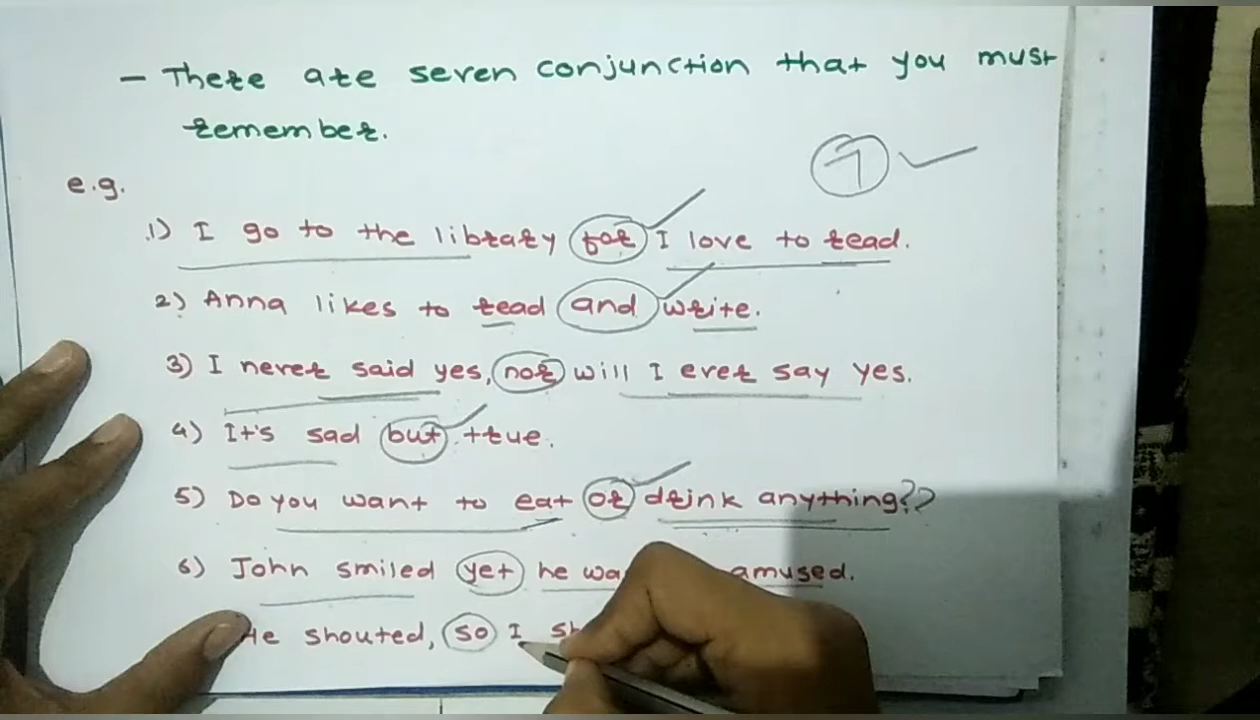 - There are seven conjunction that you must
remember.
7
e.g.
1) I go to the library for I love to read.
2) Anna likes to read and write.
3) I never said yes, nor will I ever say yes.
4) It's sad but true.
5) Do you want to eat or drink anything??
6) John smiled yet he amused.
He shouted, so I